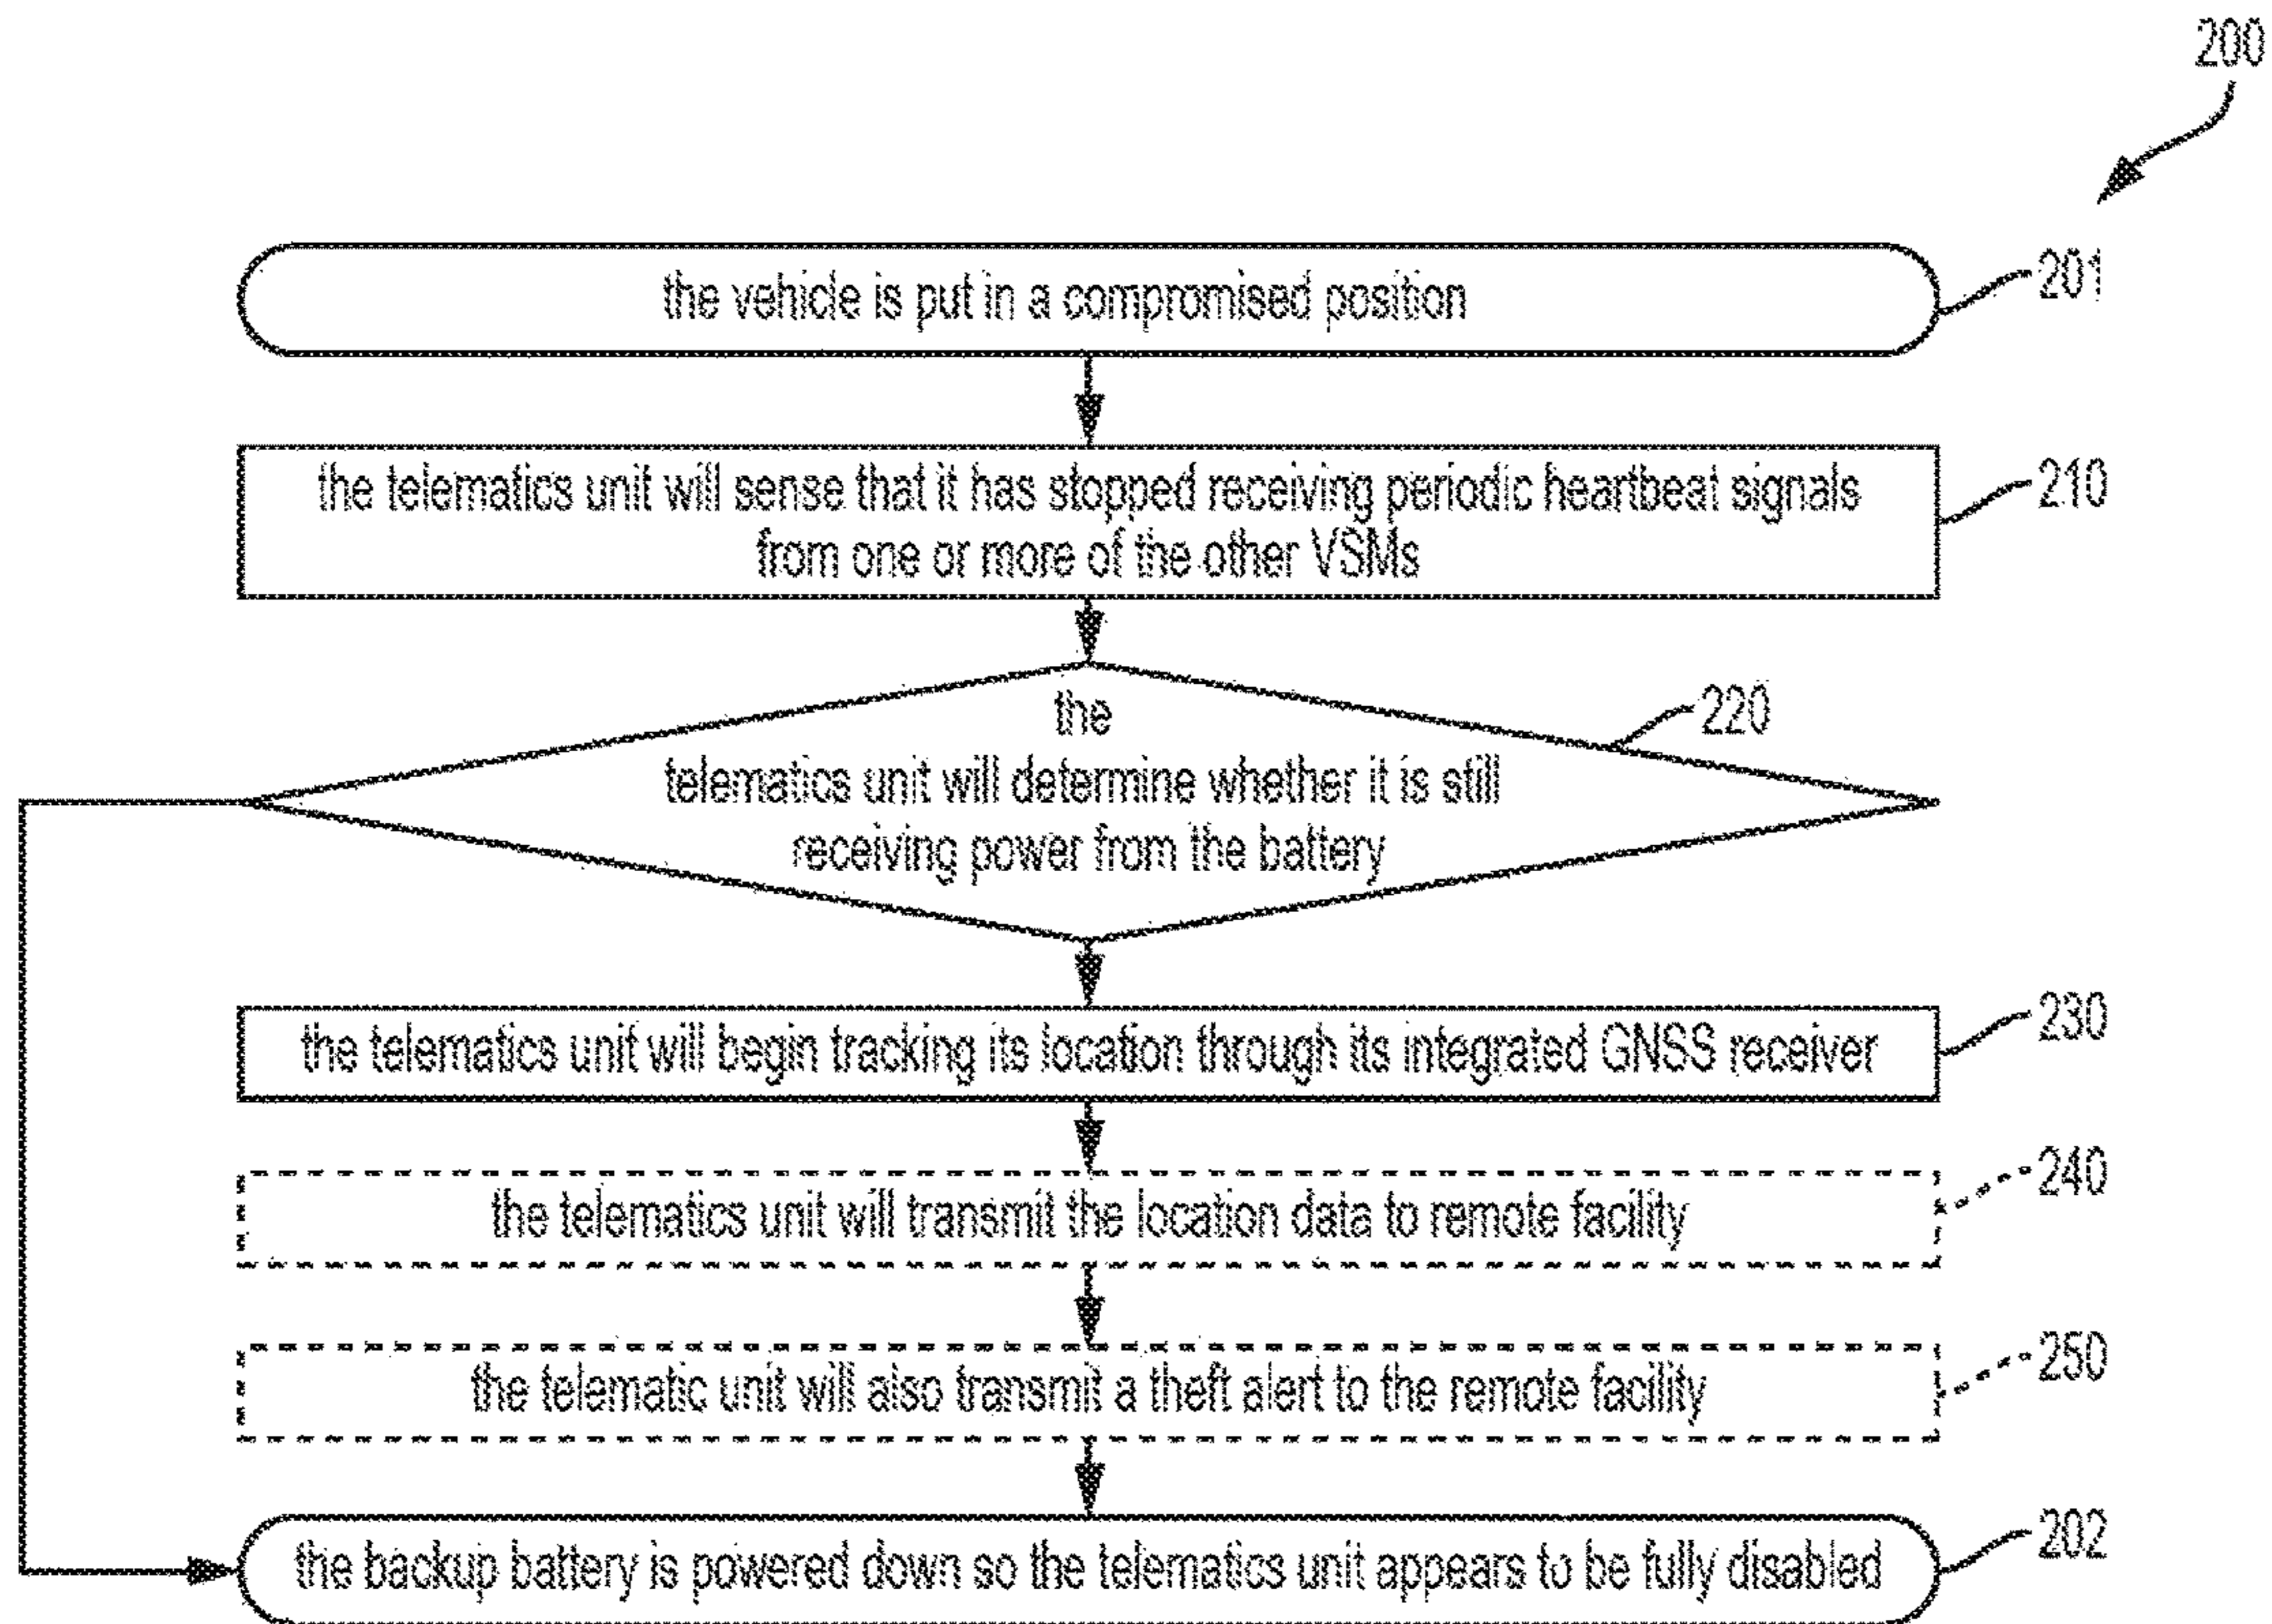 200
the vehicle is put in a compromised position
201
the telematics unit will sense that it has stopped receiving periodic heartbeat signals
from one or more of the other VSMs
210
the
telematics unit will determine whether it is still
receiving power from the battery
220
the telematics unit will begin tracking its location through its integrated GNSS receiver
230
the telematics unit will transmit the location data to remote facility
240
the telematic unit will also transmit a theft alert to the remote facility
250
the backup battery is powered down so the telematics unit appears to be fully disabled
202